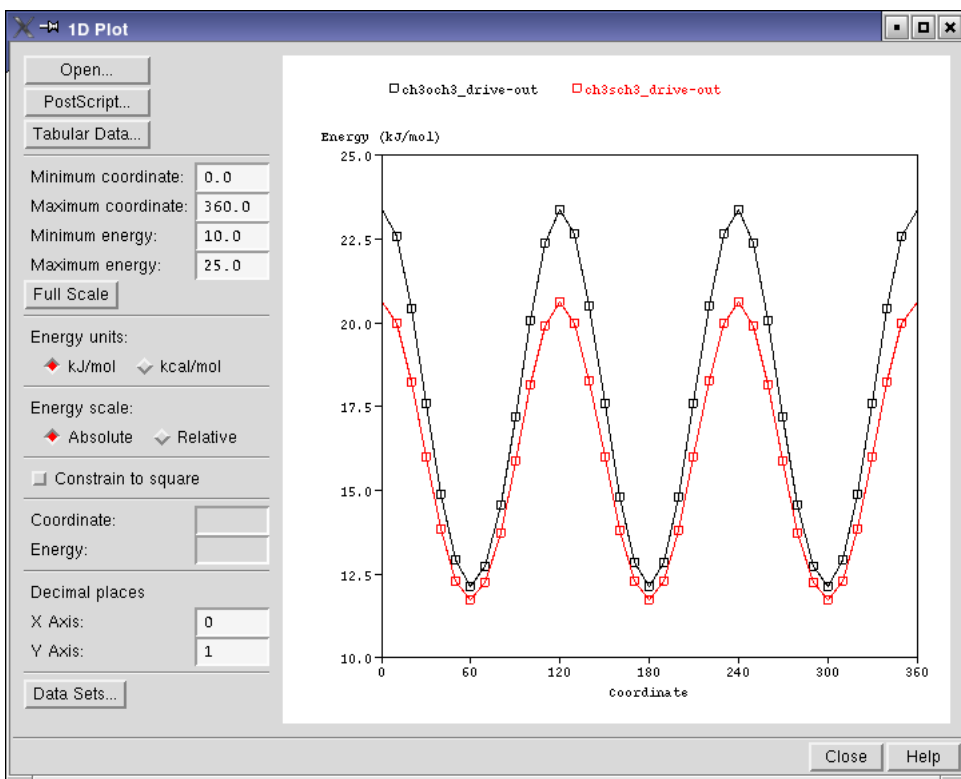 1D Plot
Open...
PostScript...
Tabular Data...
Minimum coordinate: 0.0
Maximum coordinate: 360.0
Minimum energy: 10.0
Maximum energy: 25.0
Full Scale
Energy units:
kJ/mol kcal/mol
Energy scale:
Absolute Relative
Constrain to square
Coordinate:
Energy:
Decimal places
X Axis: 0
Y Axis: 1
Data Sets...
ch3och3_drive-out ch3sch3_drive-out
Energy (kJ/mol)
25.0
22.5
20.0
17.5
15.0
12.5
10.0
0 60 120 180 240 300 360
Coordinate
Close Help